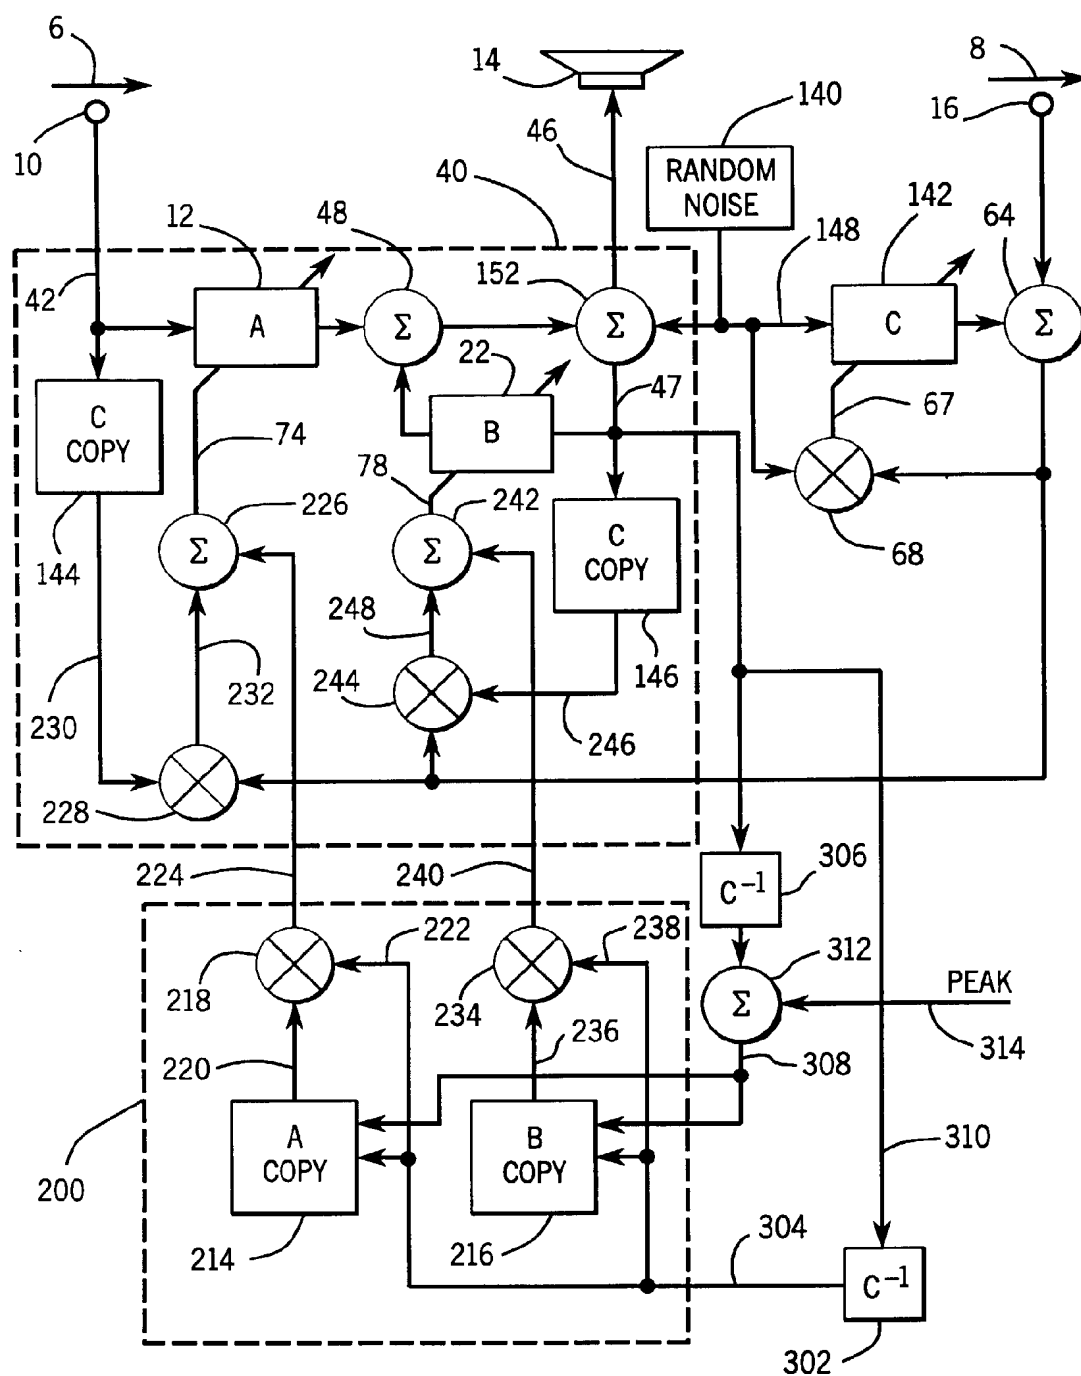 6
8
14
140
16
10
46
RANDOM
NOISE
40
142
12
48
148
64
152
42
A
Σ
Σ
C
Σ
22
C
COPY
47
67
B
74
78
226
242
C
COPY
Σ
Σ
68
144
248
232
244
146
230
246
228
224
240
306
C⁻¹
222
238
312
218
234
PEAK
Σ
236
314
220
308
A
COPY
B
COPY
310
200
304
214
216
C⁻¹
302